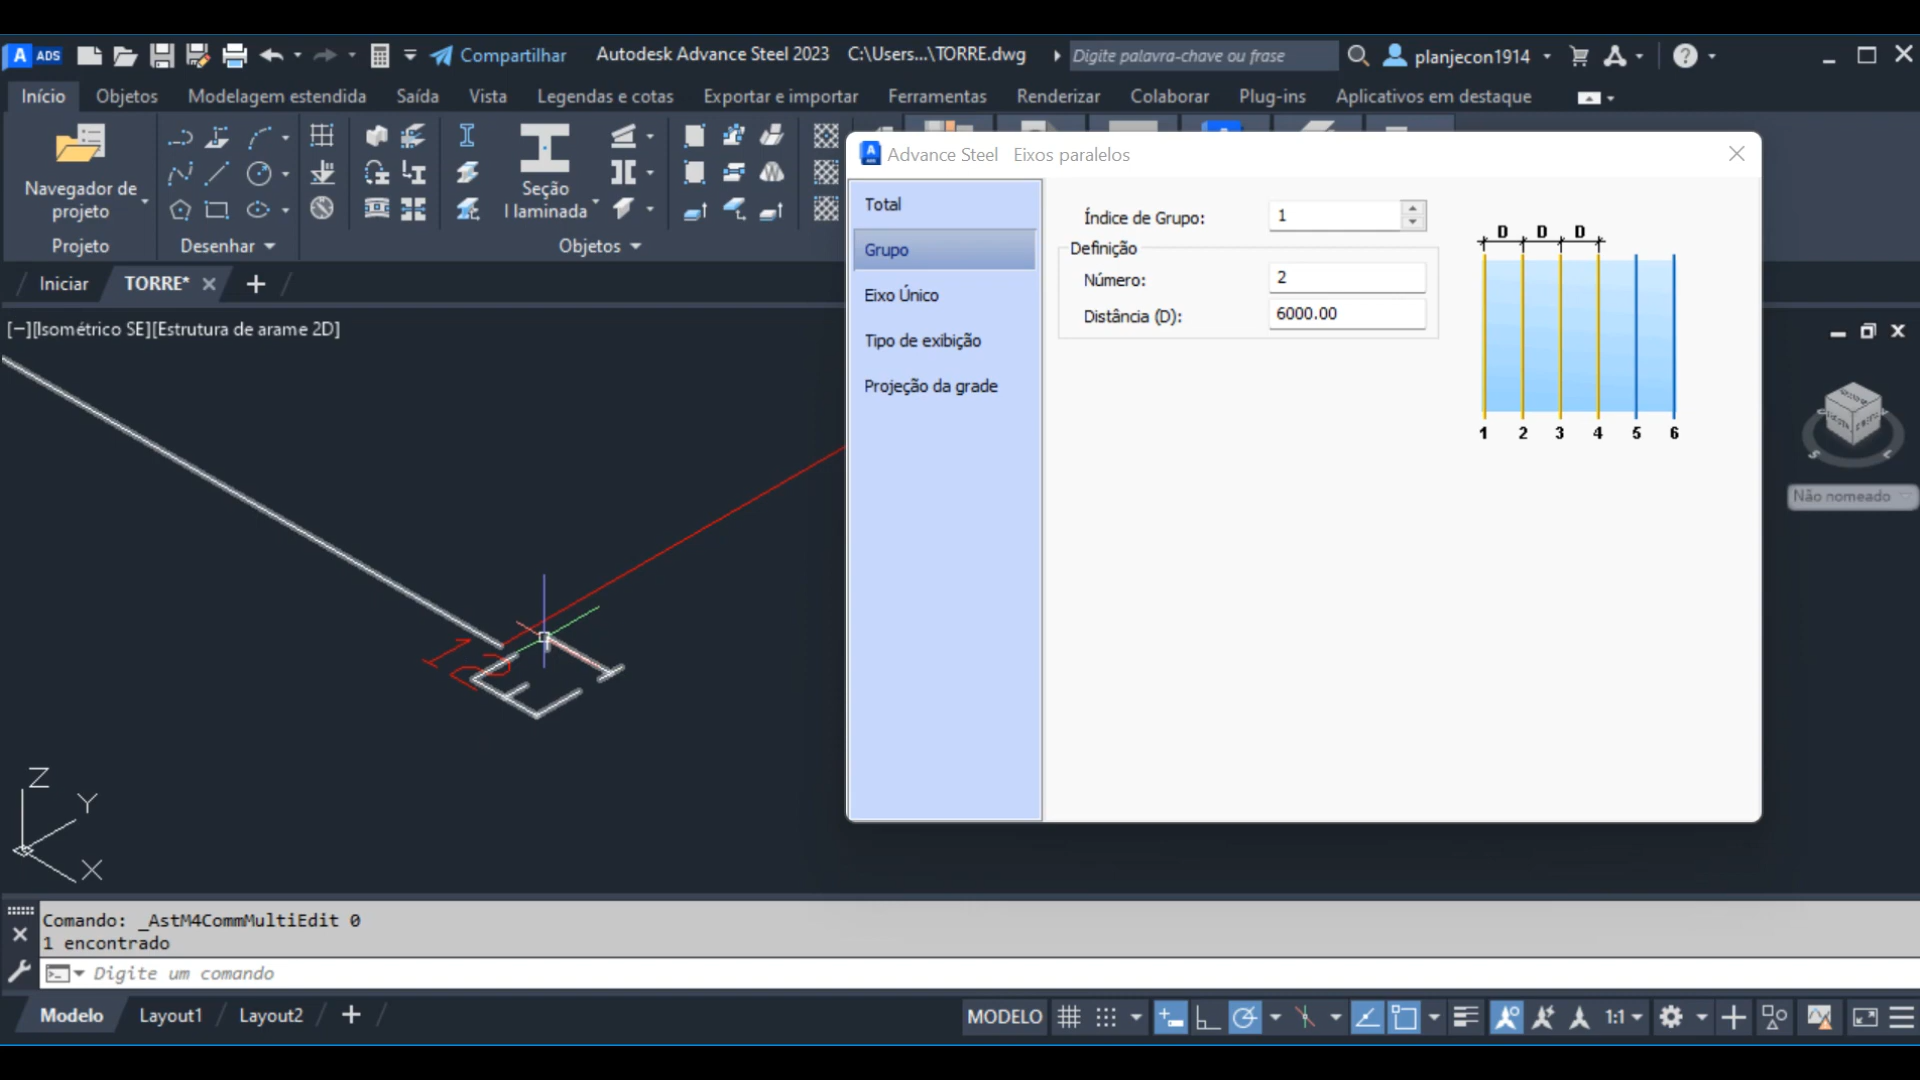 A ADS Compartilhar Autodesk Advance Steel 2023 C:\Users...\TORRE.dwg Digite palavra-chave ou frase planjecon1914
Início Objetos Modelagem estendida Saída Vista Legendas e cotas Exportar e importar Ferramentas Renderizar Colaborar Plug-ins Aplicativos em destaque
Navegador de projeto
Seção I laminada
Projeto Desenhar Objetos
Iniciar TORRE* +
[−][Isométrico SE][Estrutura de arame 2D]
Advance Steel Eixos paralelos
Total
Grupo
Eixo Único
Tipo de exibição
Projeção da grade
Índice de Grupo: 1
Definição
Número: 2
Distância (D): 6000.00
D D D
1 2 3 4 5 6
Não nomeado
Z
Y
X
Comando: _AstM4CommMultiEdit 0
1 encontrado
Digite um comando
Modelo Layout1 Layout2 +
MODELO 1:1